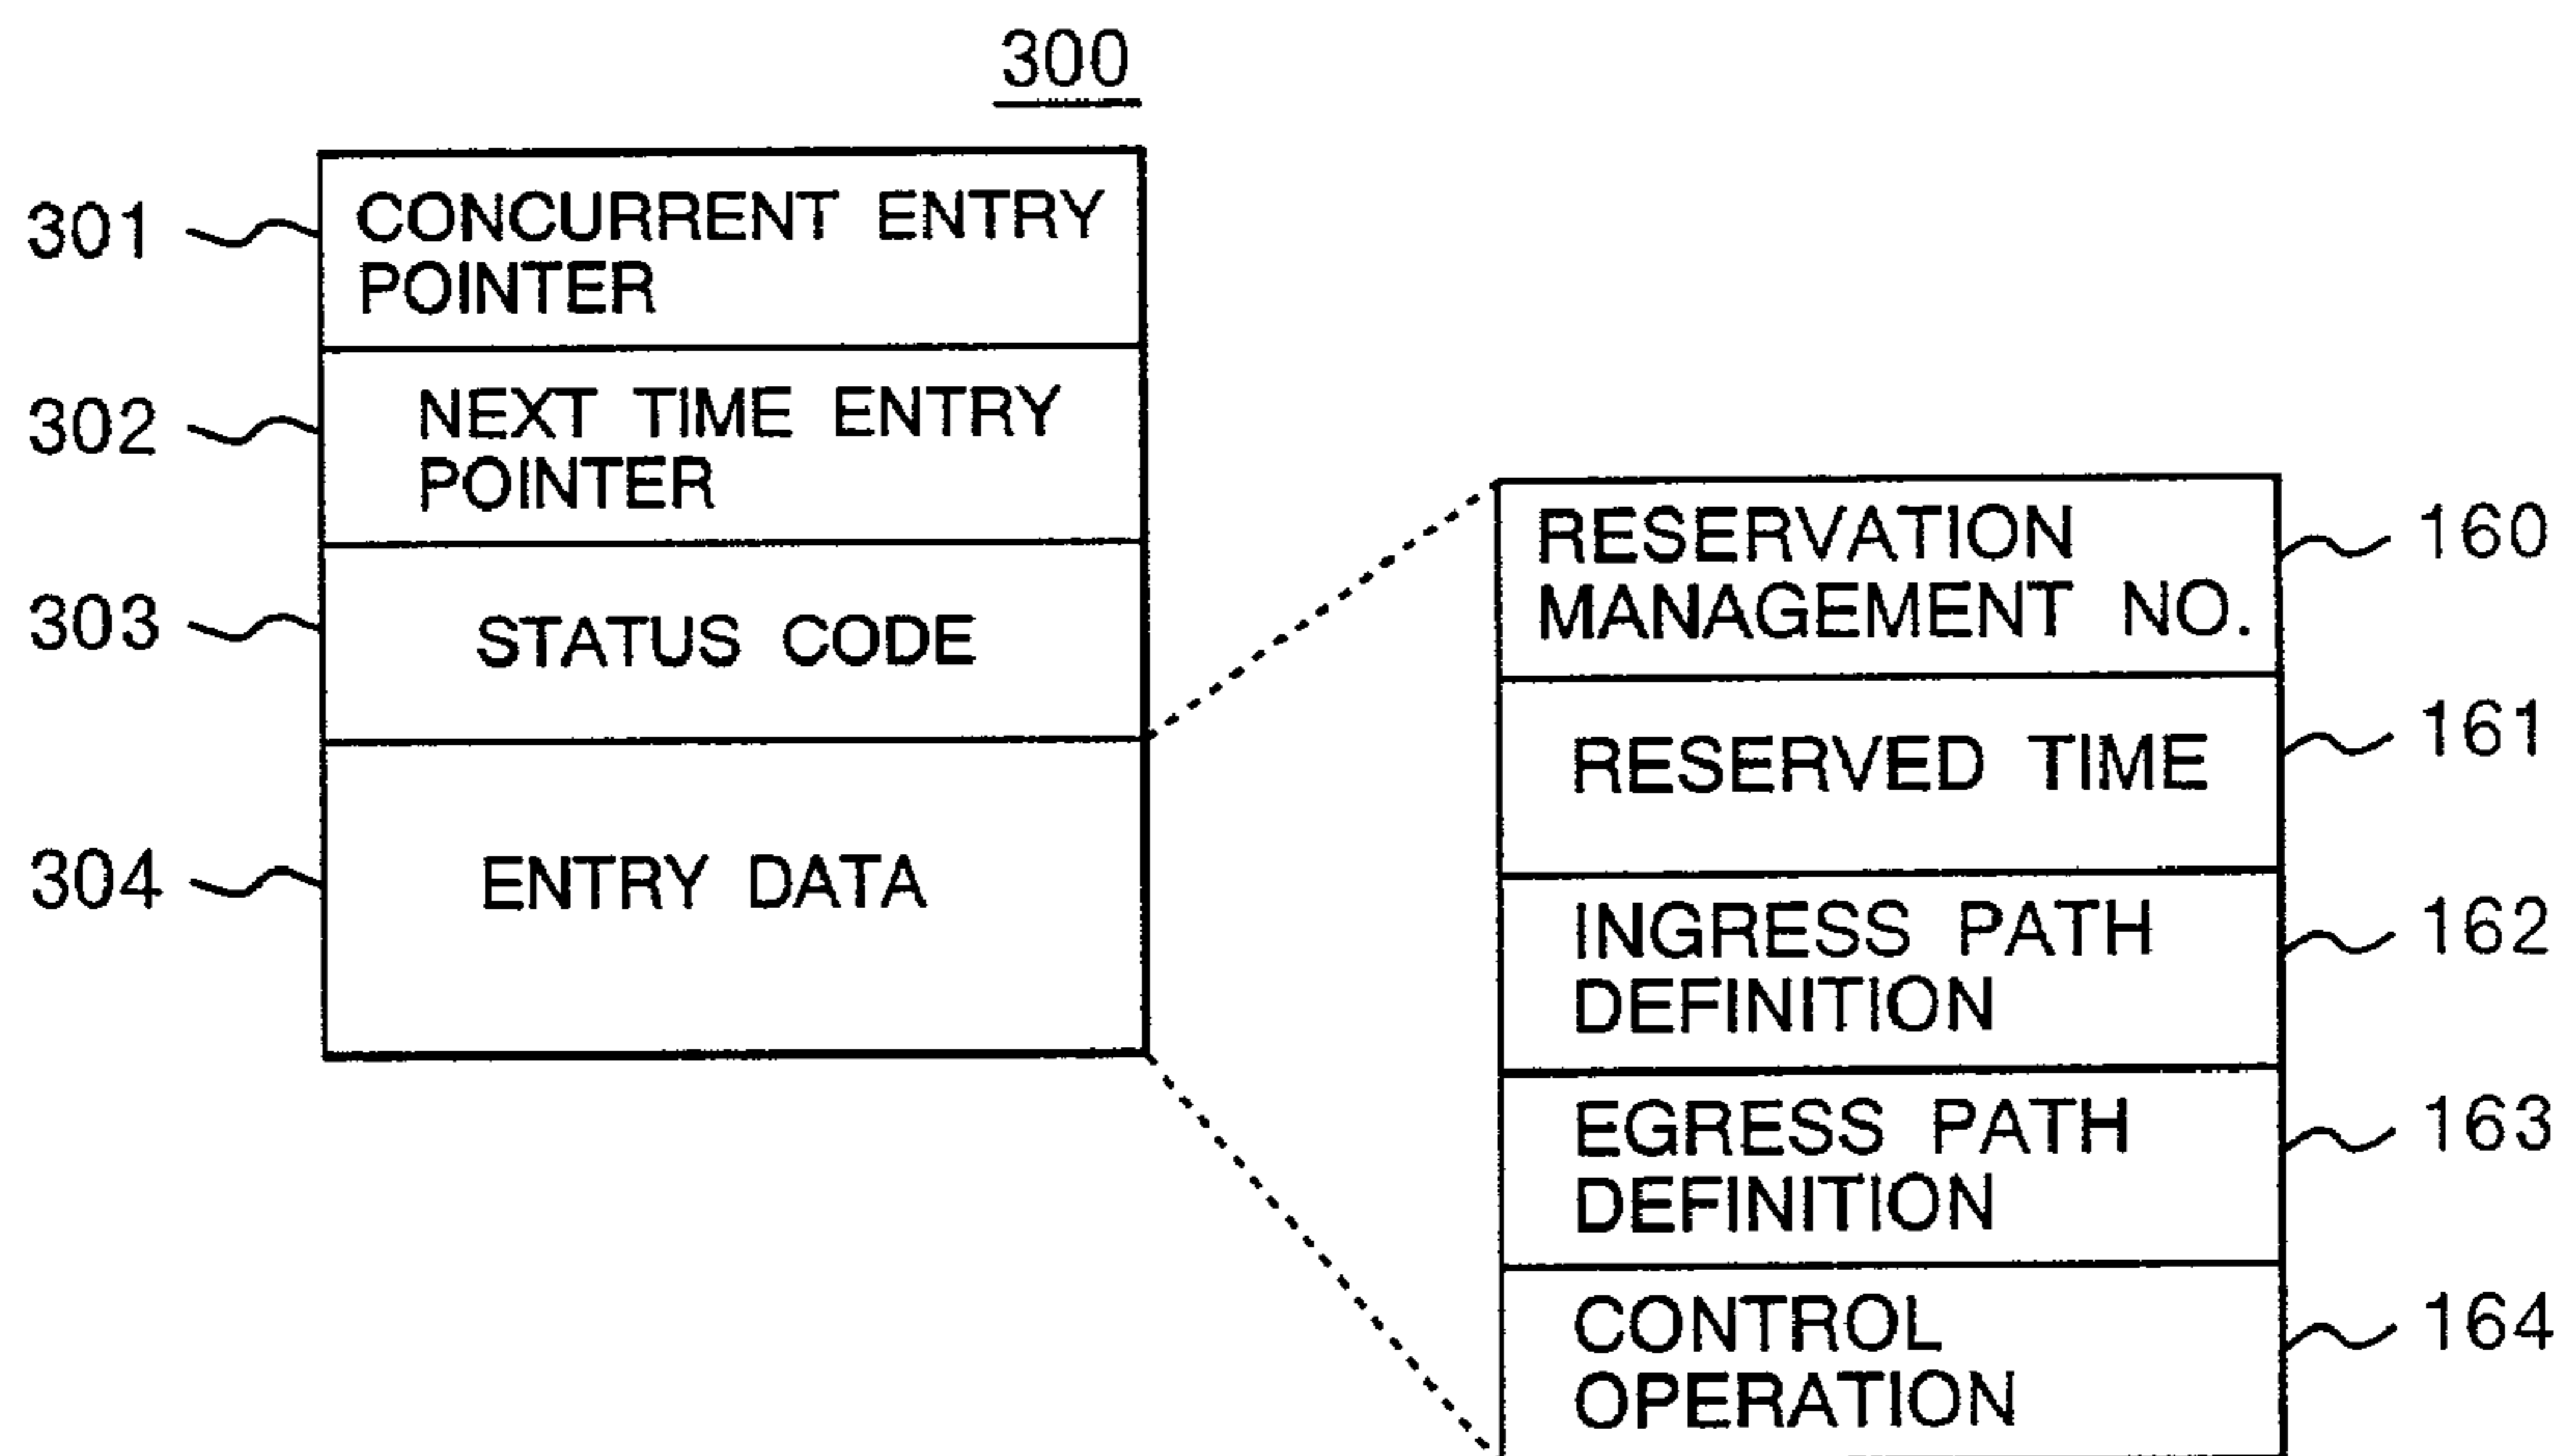 300
301
CONCURRENT ENTRY
POINTER
302
NEXT TIME ENTRY
POINTER
303
STATUS CODE
304
ENTRY DATA
RESERVATION
MANAGEMENT NO.
160
RESERVED TIME
161
INGRESS PATH
DEFINITION
162
EGRESS PATH
DEFINITION
163
CONTROL
OPERATION
164